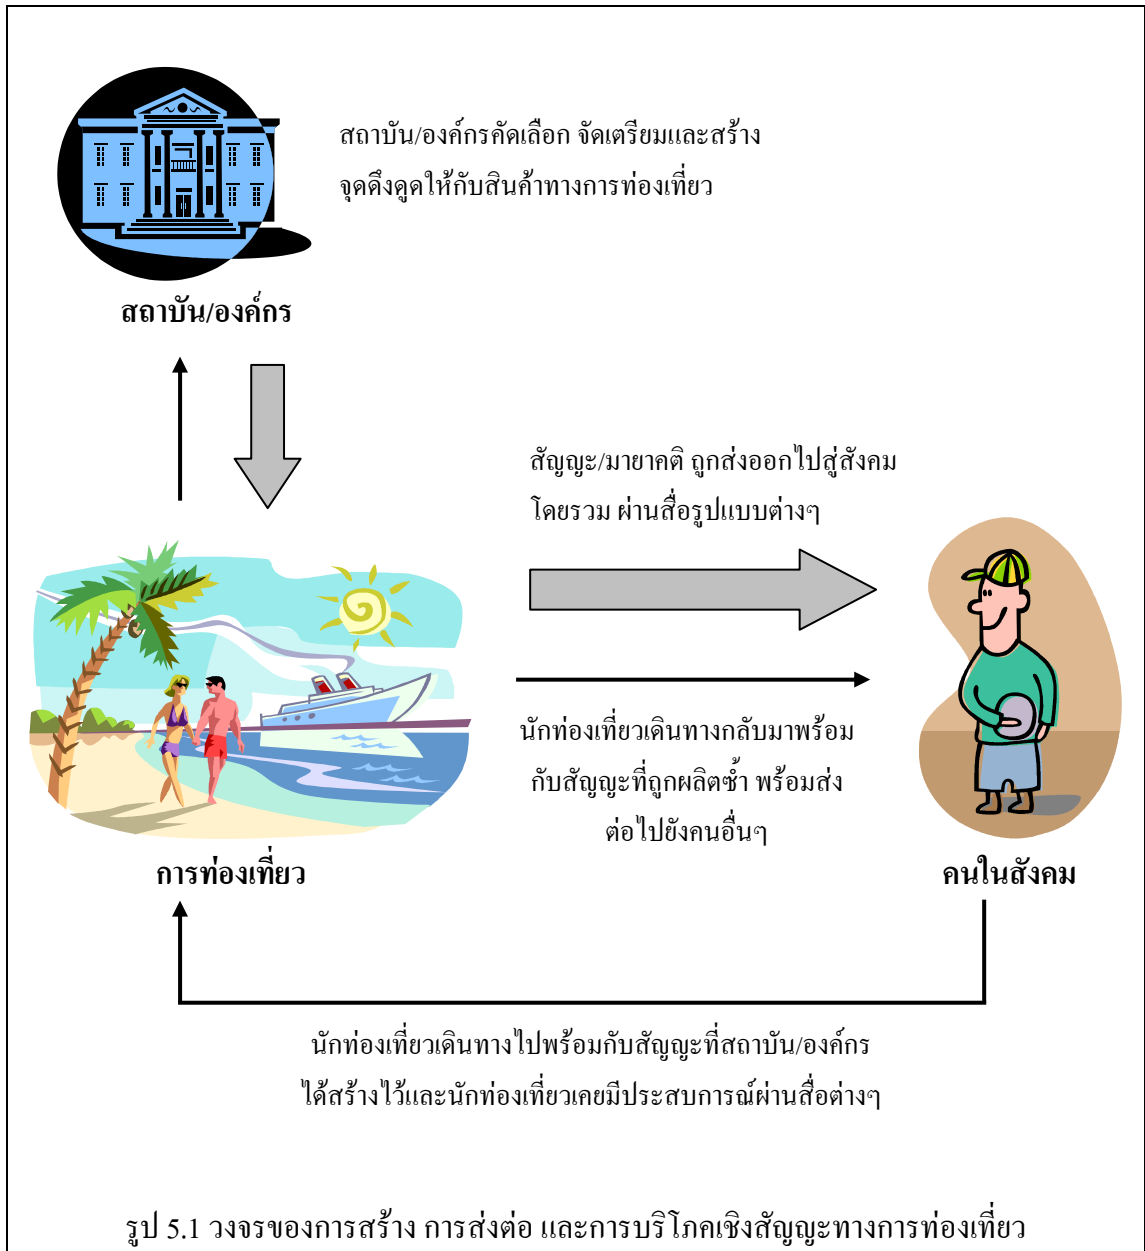 สถาบัน/องค์กรคัดเลือก จัดเตรียมและสร้าง
จุดดึงดูดให้กับสินค้าทางการท่องเที่ยว
สถาบัน/องค์กร
สัญญะ/มายาคติ ถูกส่งออกไปสู่สังคม
โดยรวม ผ่านสื่อรูปแบบต่างๆ
นักท่องเที่ยวเดินทางกลับมาพร้อม
กับสัญญะที่ถูกผลิตซ้ำ พร้อมส่ง
ต่อไปยังคนอื่นๆ
การท่องเที่ยว
คนในสังคม
นักท่องเที่ยวเดินทางไปพร้อมกับสัญญะที่สถาบัน/องค์กร
ได้สร้างไว้และนักท่องเที่ยวเคยมีประสบการณ์ผ่านสื่อต่างๆ
รูป 5.1 วงจรของการสร้าง การส่งต่อ และการบริโภคเชิงสัญญะทางการท่องเที่ยว